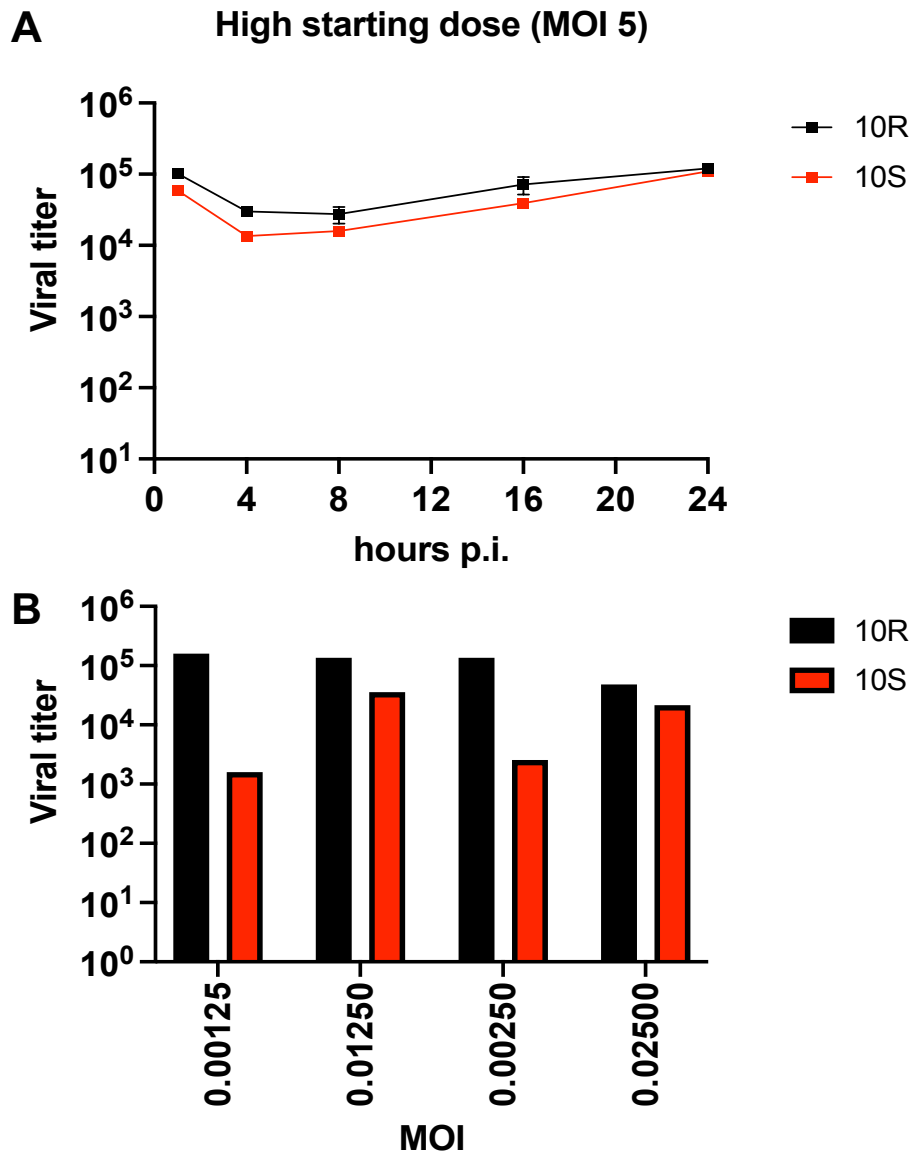 A High starting dose (MOI 5)
10⁶
10⁵
10⁴
10³
10²
10¹
Viral titer
0 4 8 12 16 20 24
hours p.i.
10R
10S
B
10⁶
10⁵
10⁴
10³
10²
10¹
10⁰
Viral titer
0.00125 0.01250 0.00250 0.02500
MOI
10R
10S